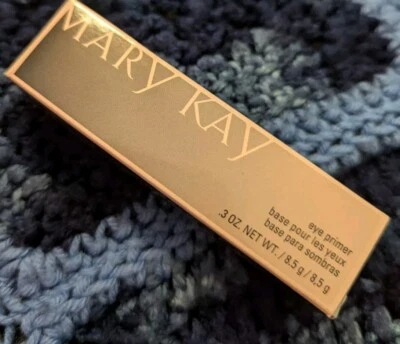 MARY KAY
eye primer
base pour les yeux
base para sombras
.3 OZ. NET WT. / 8.5 g / 8,5 g